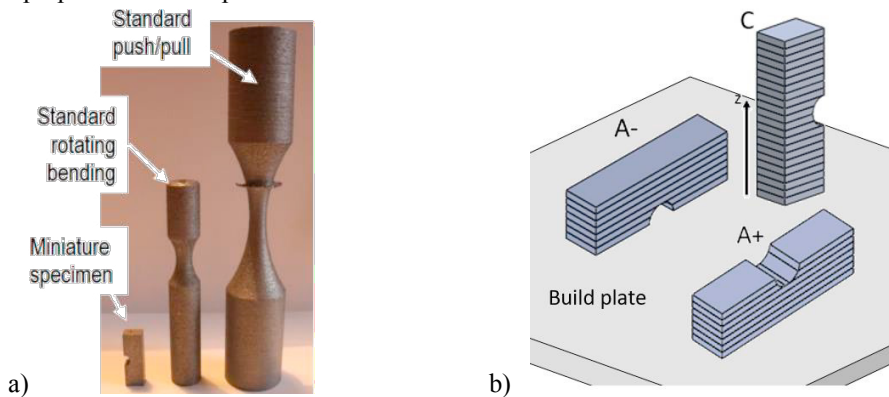 Standard
push/pull
Standard
rotating
bending
Miniature
specimen
a)
C
z
A-
A+
Build plate
b)